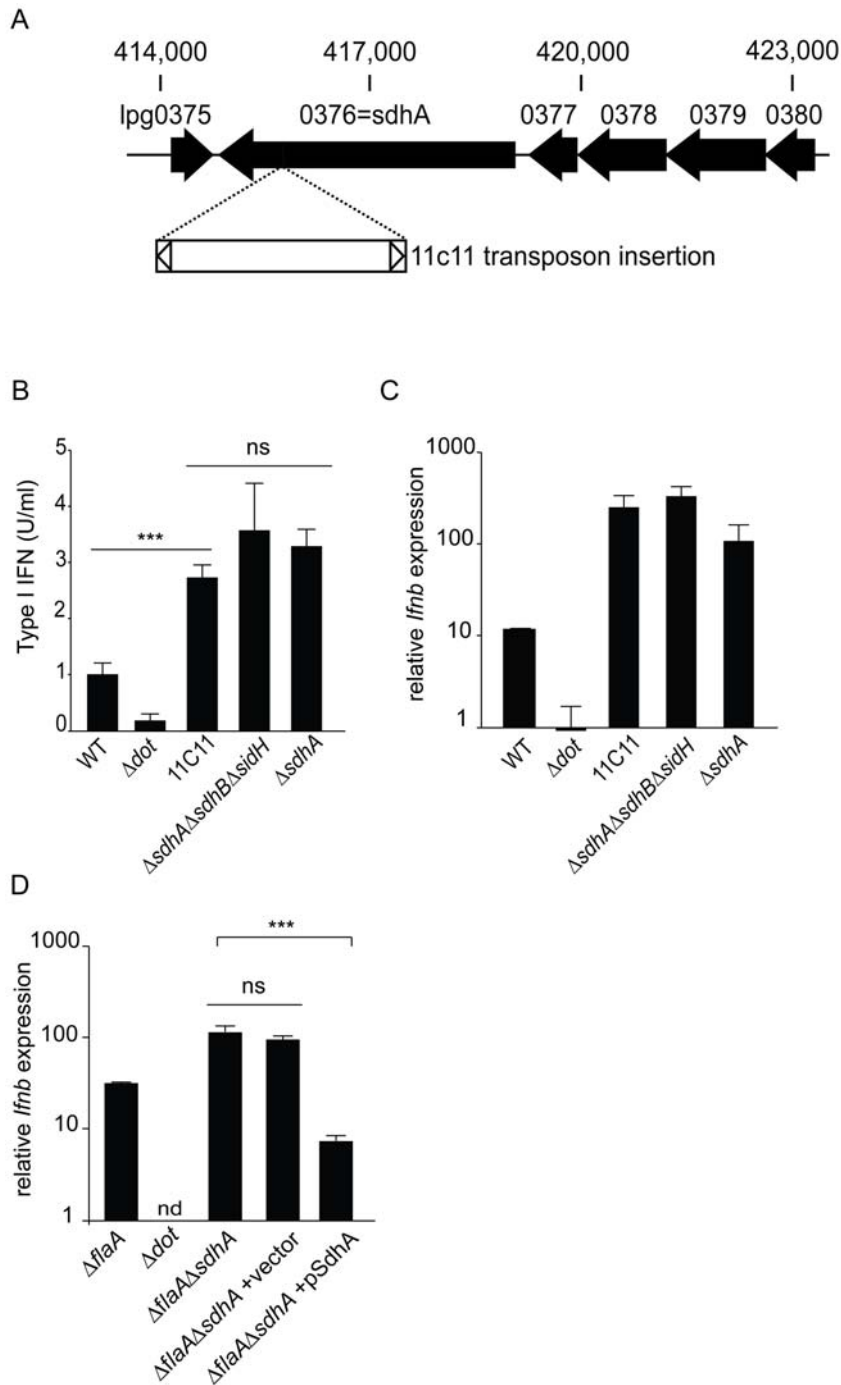 A
414,000 417,000 420,000 423,000
lpg0375 0376=sdhA 0377 0378 0379 0380
11c11 transposon insertion
B
Type I IFN (U/ml)
5
4
3
2
1
0
***
ns
WT
Δdot
11C11
ΔsdhAΔsdhBΔsidH
ΔsdhA
C
relative Ifnb expression
1000
100
10
1
WT
Δdot
11C11
ΔsdhAΔsdhBΔsidH
ΔsdhA
D
relative Ifnb expression
1000
100
10
1
***
ns
nd
ΔflaA
Δdot
ΔflaAΔsdhA
ΔflaAΔsdhA +vector
ΔflaAΔsdhA +pSdhA